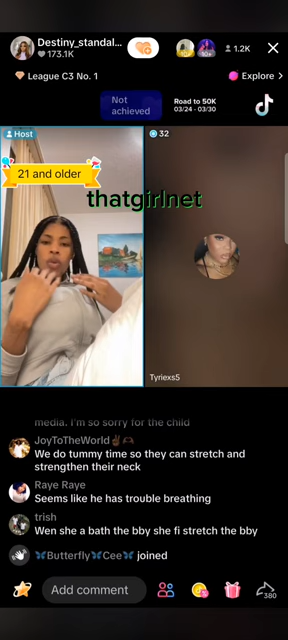 Destiny_standal...
173.1K
10+
10+
1.2K
League C3 No. 1
Explore >
Not achieved
Road to 50K
03/24 - 03/30
Host
32
21 and older
thatgirlnet
Tyriexs5
media. I'm so sorry for the child
JoyToTheWorld✌🏾🫶🏾
We do tummy time so they can stretch and
strengthen their neck
Raye Raye
Seems like he has trouble breathing
trish
Wen she a bath the bby she fi stretch the bby
🦋Butterfly🦋Cee🦋 joined
Add comment
380